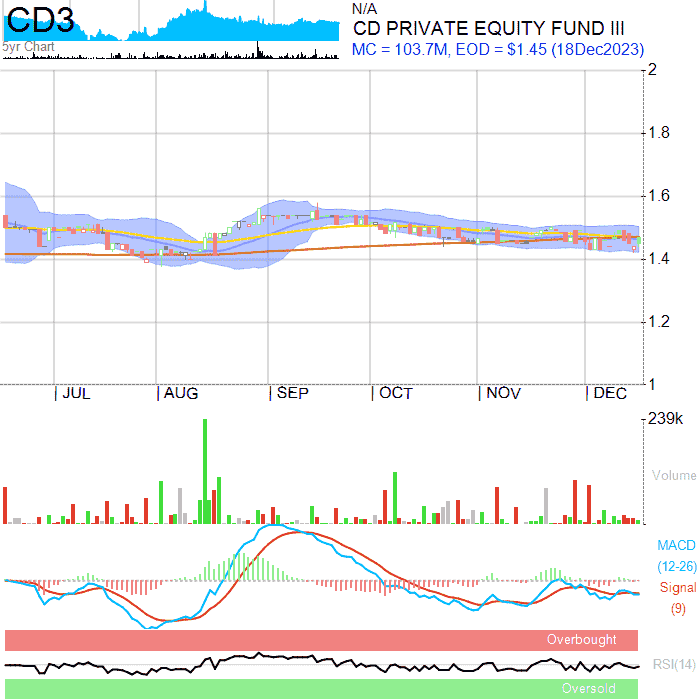 CD3
N/A
CD PRIVATE EQUITY FUND III
MC = 103.7M, EOD = $1.45 (18Dec2023)
5yr Chart
2
1.8
1.6
1.4
1.2
1
JUL AUG SEP OCT NOV DEC
239k
Volume
MACD
(12-26)
Signal
(9)
Overbought
RSI(14)
Oversold